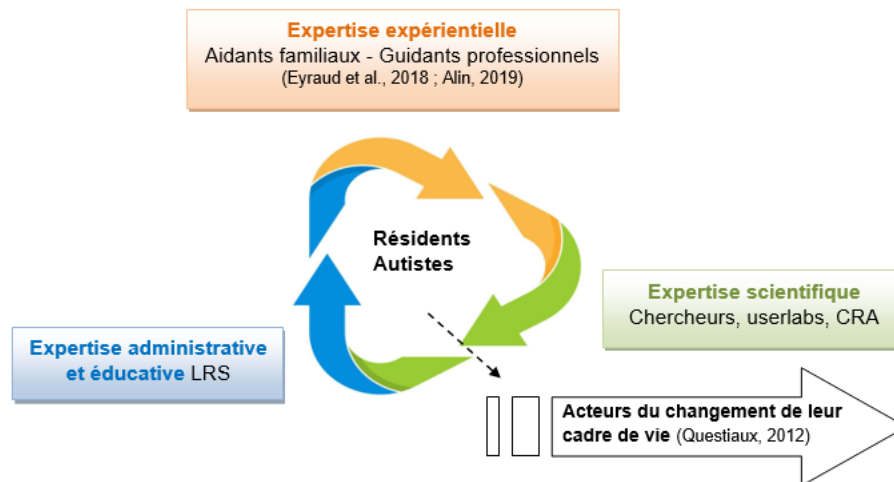 Expertise expérientielle
Aidants familiaux - Guidants professionnels
(Eyraud et al., 2018 ; Alin, 2019)
Résidents
Autistes
Expertise scientifique
Chercheurs, userlabs, CRA
Expertise administrative
et éducative LRS
Acteurs du changement de leur
cadre de vie (Questiaux, 2012)